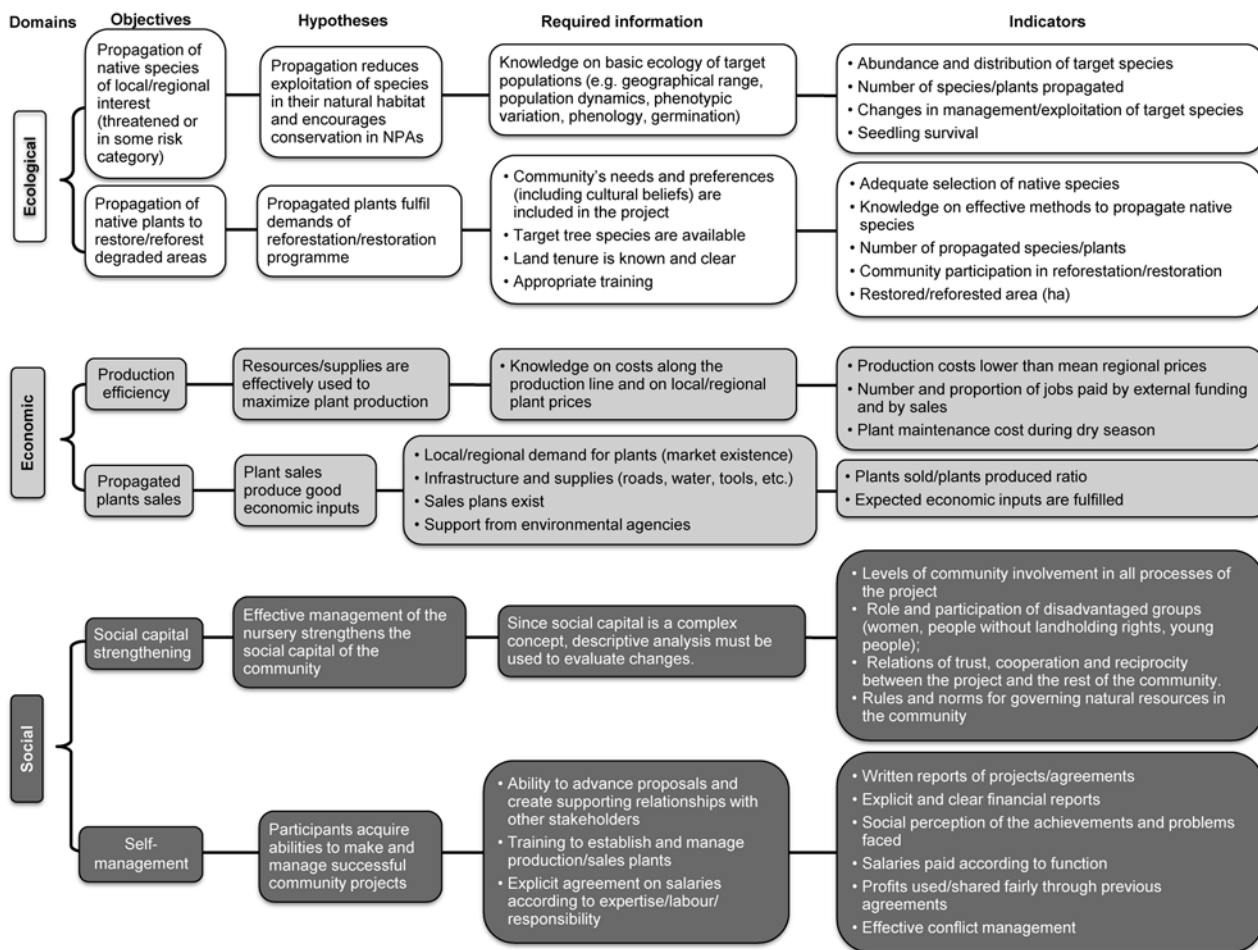 Domains
Objectives
Hypotheses
Required information
Indicators
Ecological
Propagation of
native species
of local/regional
interest
(threatened or
in some risk
category)
Propagation reduces
exploitation of species
in their natural habitat
and encourages
conservation in NPAs
Knowledge on basic ecology of target
populations (e.g. geographical range,
population dynamics, phenotypic
variation, phenology, germination)
• Abundance and distribution of target species
• Number of species/plants propagated
• Changes in management/exploitation of target species
• Seedling survival
Propagation of
native plants to
restore/reforest
degraded areas
Propagated plants fulfil
demands of
reforestation/restoration
programme
• Community's needs and preferences
(including cultural beliefs) are
included in the project
• Target tree species are available
• Land tenure is known and clear
• Appropriate training
• Adequate selection of native species
• Knowledge on effective methods to propagate native
species
• Number of propagated species/plants
• Community participation in reforestation/restoration
• Restored/reforested area (ha)
Economic
Production
efficiency
Resources/supplies are
effectively used to
maximize plant production
• Knowledge on costs along the
production line and on local/regional
plant prices
• Production costs lower than mean regional prices
• Number and proportion of jobs paid by external funding
and by sales
• Plant maintenance cost during dry season
Propagated
plants sales
Plant sales
produce good
economic inputs
• Local/regional demand for plants (market existence)
• Infrastructure and supplies (roads, water, tools, etc.)
• Sales plans exist
• Support from environmental agencies
• Plants sold/plants produced ratio
• Expected economic inputs are fulfilled
Social
Social capital
strengthening
Effective management of the
nursery strengthens the
social capital of the
community
Since social capital is a complex
concept, descriptive analysis must be
used to evaluate changes.
• Levels of community involvement in all processes of
the project
• Role and participation of disadvantaged groups
(women, people without landholding rights, young
people);
• Relations of trust, cooperation and reciprocity
between the project and the rest of the community.
• Rules and norms for governing natural resources in
the community
Self-
management
Participants acquire
abilities to make and
manage successful
community projects
• Ability to advance proposals and
create supporting relationships with
other stakeholders
• Training to establish and manage
production/sales plants
• Explicit agreement on salaries
according to expertise/labour/
responsibility
• Written reports of projects/agreements
• Explicit and clear financial reports
• Social perception of the achievements and problems
faced
• Salaries paid according to function
• Profits used/shared fairly through previous
agreements
• Effective conflict management